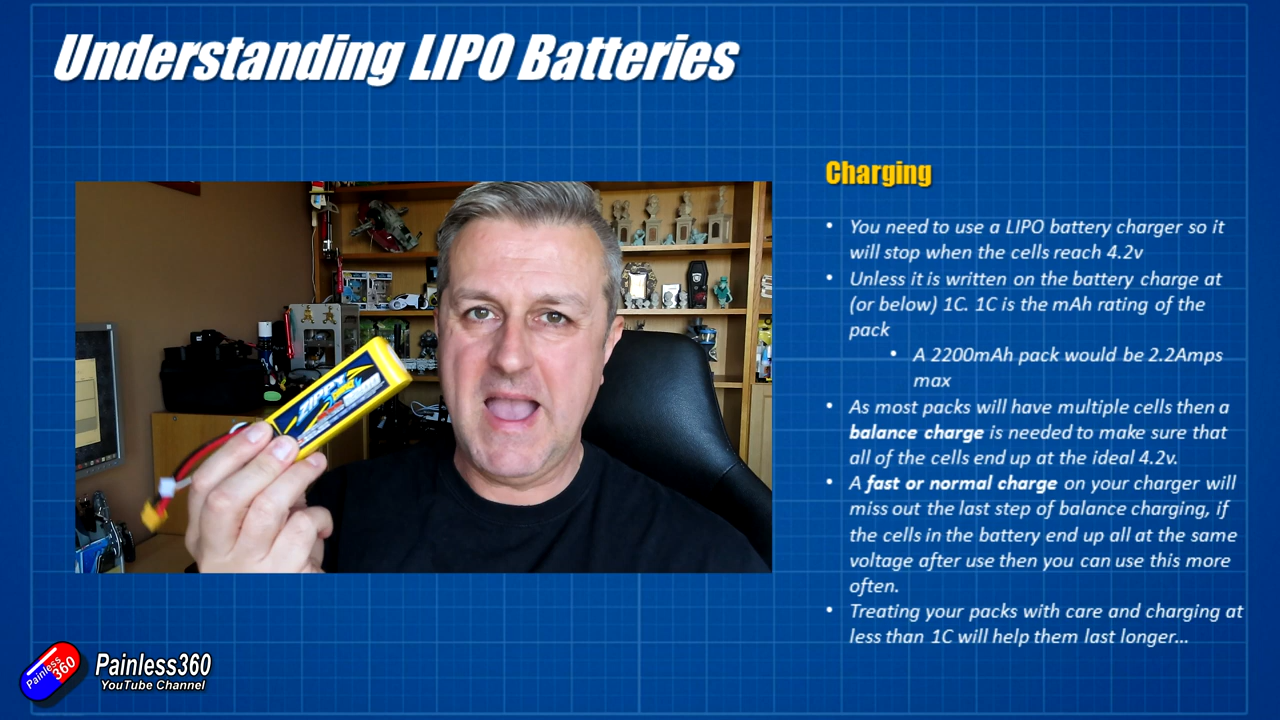 Understanding LIPO Batteries
Charging
• You need to use a LIPO battery charger so it
will stop when the cells reach 4.2v
• Unless it is written on the battery charge at
(or below) 1C. 1C is the mAh rating of the
pack
• A 2200mAh pack would be 2.2Amps
max
• As most packs will have multiple cells then a
balance charge is needed to make sure that
all of the cells end up at the ideal 4.2v.
• A fast or normal charge on your charger will
miss out the last step of balance charging, if
the cells in the battery end up all at the same
voltage after use then you can use this more
often.
• Treating your packs with care and charging at
less than 1C will help them last longer...
ZIPPY
Painless
360
Painless360
YouTube Channel